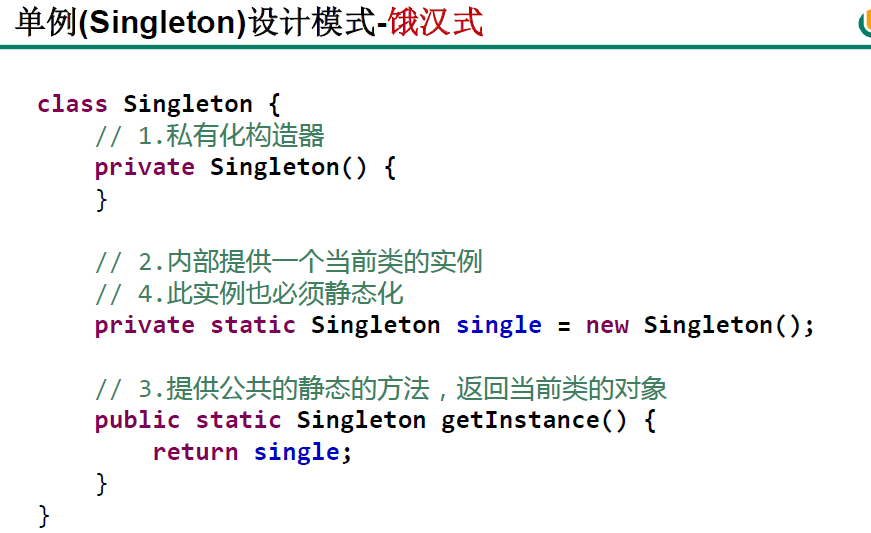 单例(Singleton)设计模式-饿汉式
class Singleton {
// 1.私有化构造器
private Singleton() {
}
// 2.内部提供一个当前类的实例
// 4.此实例也必须静态化
private static Singleton single = new Singleton();
// 3.提供公共的静态的方法，返回当前类的对象
public static Singleton getInstance() {
return single;
}
}